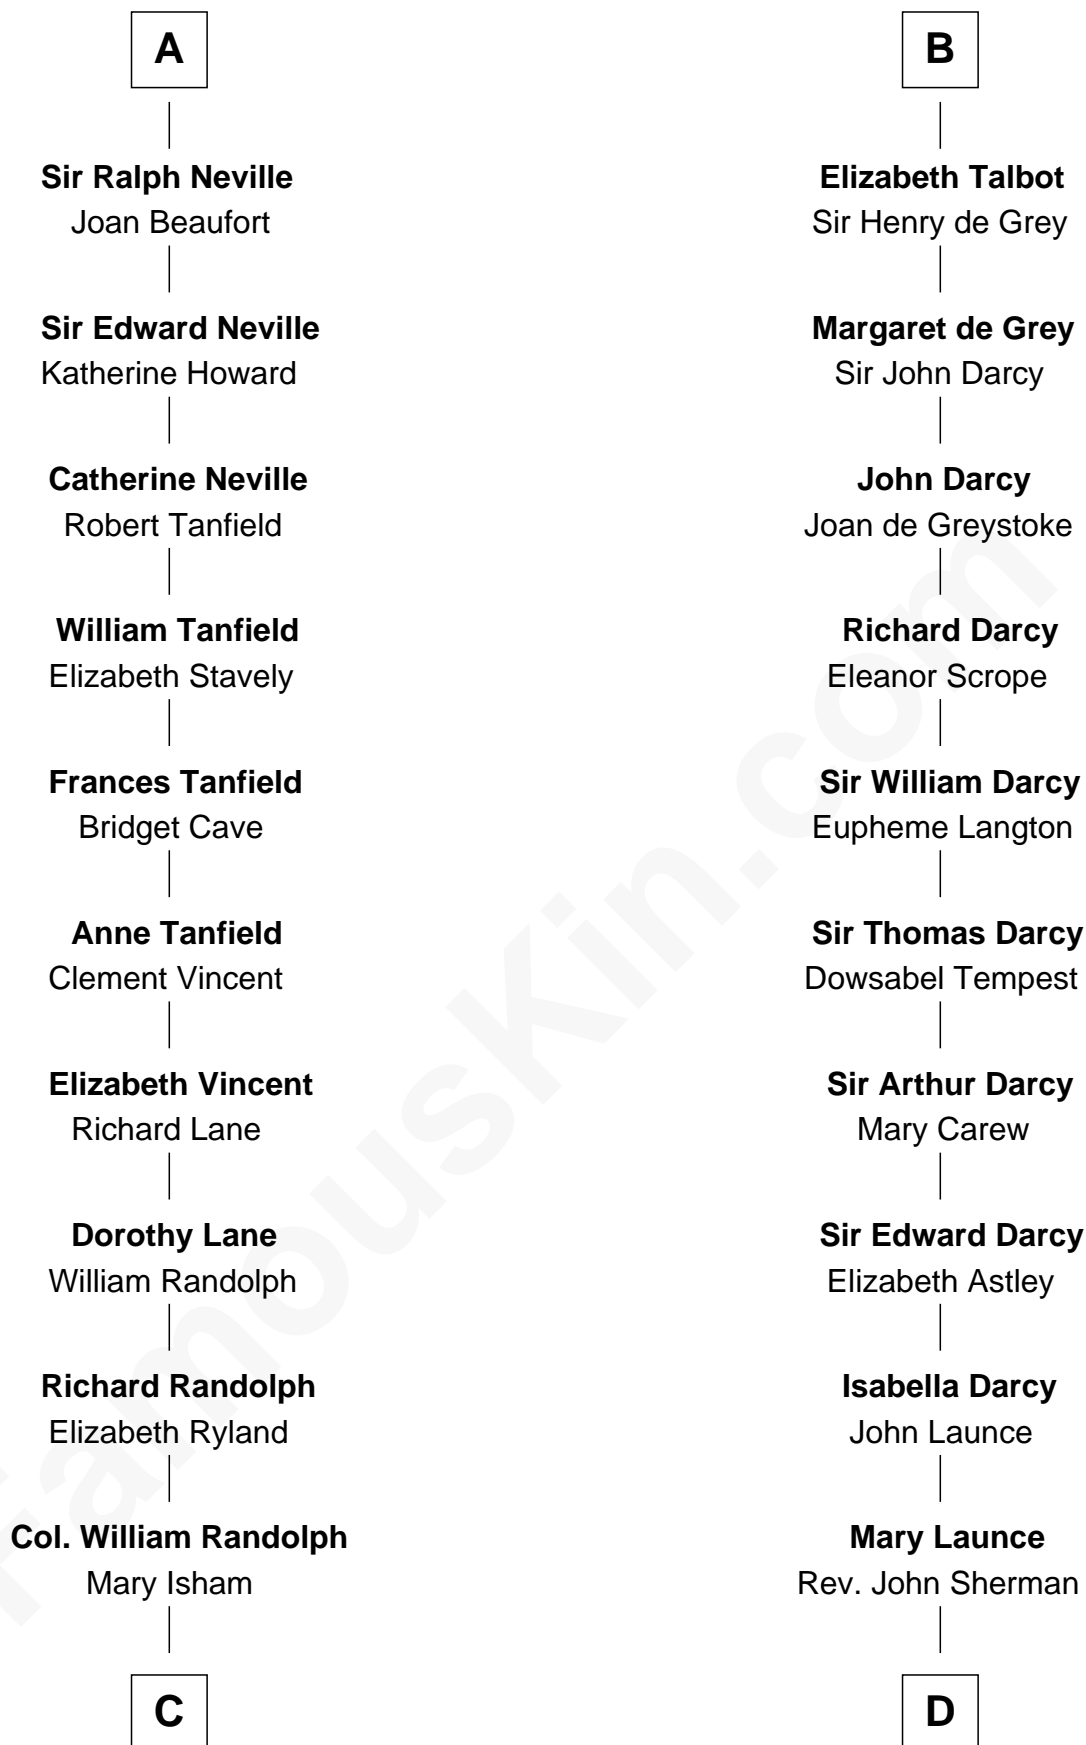 A
Sir Ralph Neville
Joan Beaufort
Sir Edward Neville
Katherine Howard
Catherine Neville
Robert Tanfield
William Tanfield
Elizabeth Stavely
Frances Tanfield
Bridget Cave
Anne Tanfield
Clement Vincent
Elizabeth Vincent
Richard Lane
Dorothy Lane
William Randolph
Richard Randolph
Elizabeth Ryland
Col. William Randolph
Mary Isham
C
B
Elizabeth Talbot
Sir Henry de Grey
Margaret de Grey
Sir John Darcy
John Darcy
Joan de Greystoke
Richard Darcy
Eleanor Scrope
Sir William Darcy
Eupheme Langton
Sir Thomas Darcy
Dowsabel Tempest
Sir Arthur Darcy
Mary Carew
Sir Edward Darcy
Elizabeth Astley
Isabella Darcy
John Launce
Mary Launce
Rev. John Sherman
D
FamousKin.com